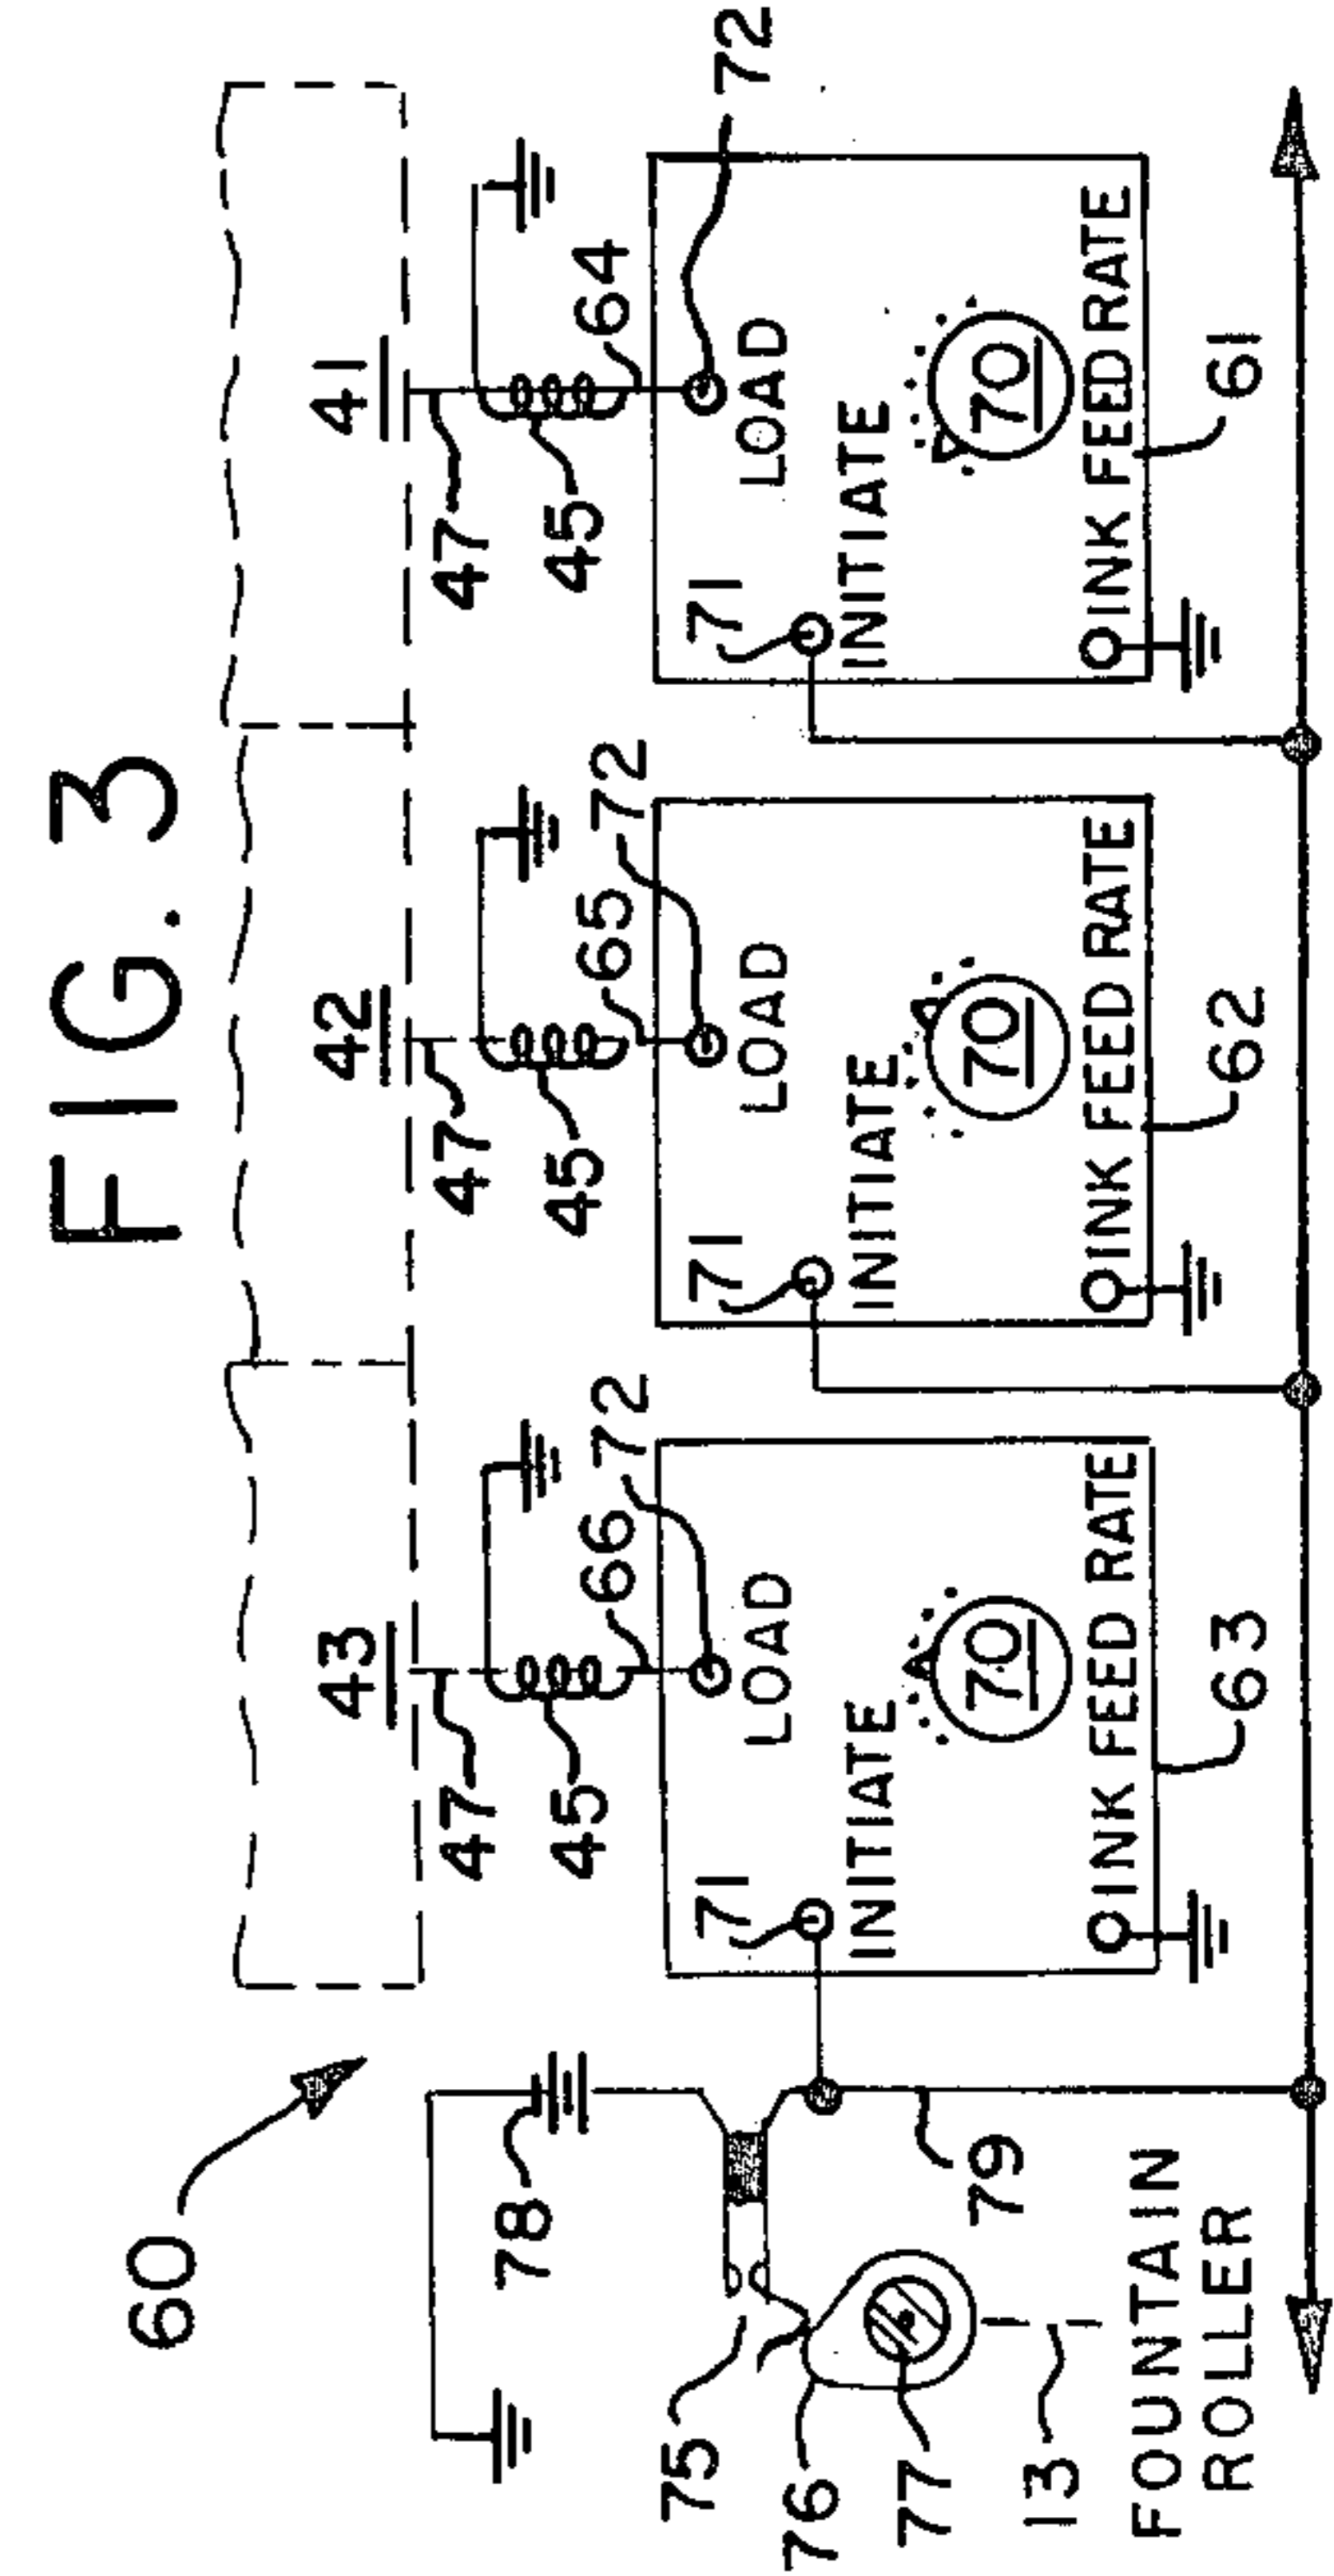 FIG. 3
60
43
42
41
47
47
47
78
45
66
72
45
65
72
45
64
72
75
71
71
71
LOAD
LOAD
LOAD
76
INITIATE
INITIATE
INITIATE
77
70
70
70
79
13
INK FEED RATE
INK FEED RATE
INK FEED RATE
FOUNTAIN
ROLLER
63
62
61